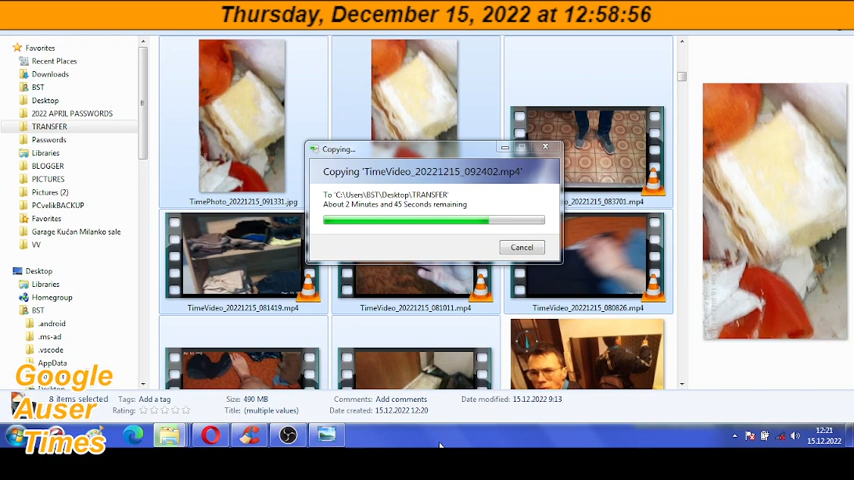 Thursday, December 15, 2022 at 12:58:56
Favorites
Recent Places
Downloads
BST
Desktop
2022 APRIL PASSWORDS
TRANSFER
Passwords
Libraries
BLOGGER
PICTURES
Pictures (2)
PCvelikBACKUP
Favorites
Garage Kućan Milanko sale
VV
Desktop
Libraries
Homegroup
BST
.android
.ms-ad
.vscode
AppData
TimePhoto_20221215_091331.jpg
083701.mp4
TimeVideo_20221215_081419.mp4
TimeVideo_20221215_081011.mp4
TimeVideo_20221215_080826.mp4
Copying...
Copying 'TimeVideo_20221215_092402.mp4'
To 'C:\Users\BST\Desktop\TRANSFER'
About 2 Minutes and 45 Seconds remaining
Cancel
8 items selected
Tags: Add a tag
Rating:
Size: 490 MB
Title: (multiple values)
Comments: Add comments
Date created: 15.12.2022 12:20
Date modified: 15.12.2022 9:13
Google
Auser
Times
12:21
15.12.2022